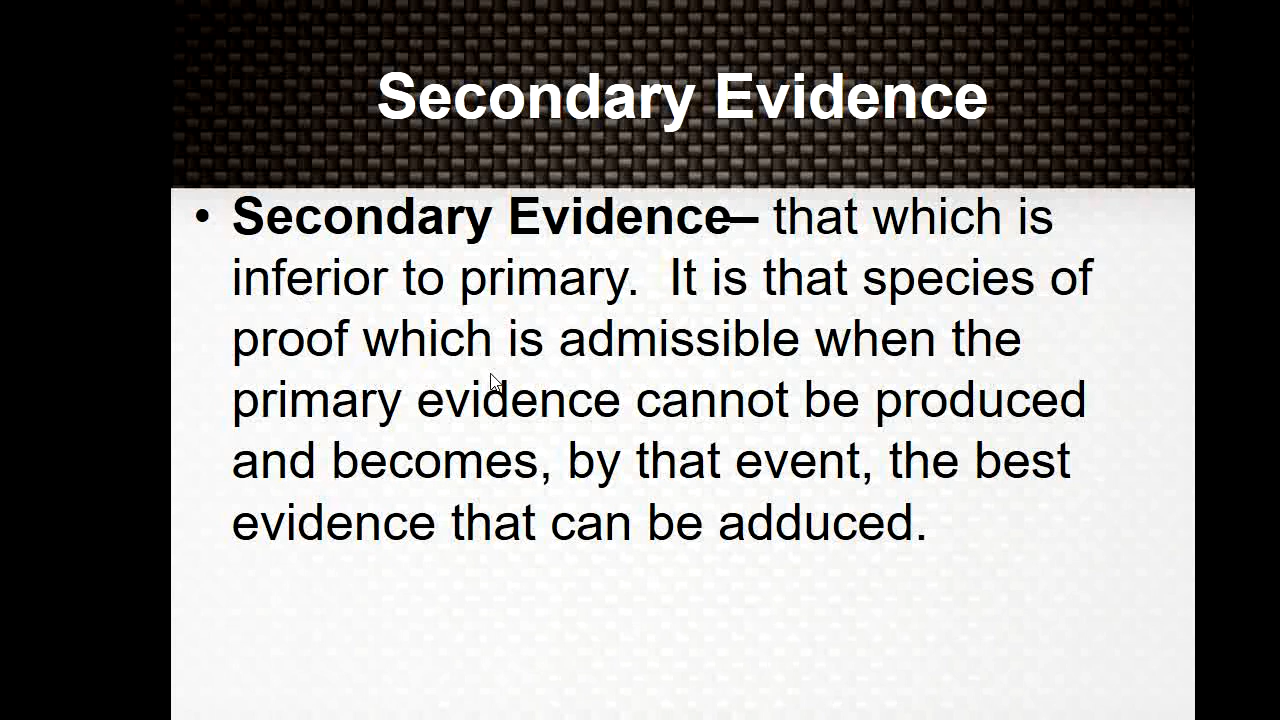 Secondary Evidence
• Secondary Evidence– that which is
inferior to primary.  It is that species of
proof which is admissible when the
primary evidence cannot be produced
and becomes, by that event, the best
evidence that can be adduced.